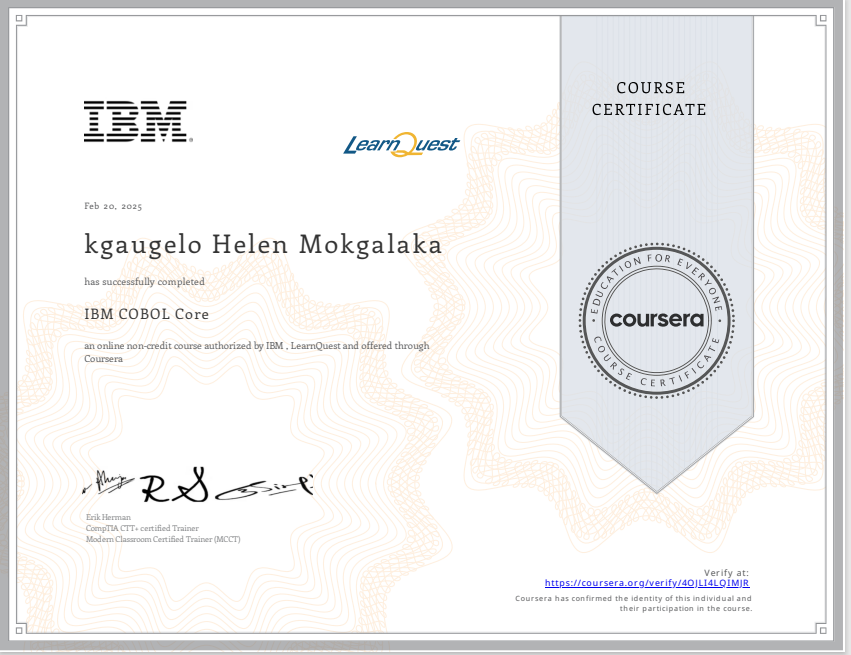 IBM
LearnQuest
COURSE
CERTIFICATE
Feb 20, 2025
kgaugelo Helen Mokgalaka
has successfully completed
IBM COBOL Core
an online non-credit course authorized by IBM , LearnQuest and offered through
Coursera
EDUCATION FOR EVERYONE
coursera
COURSE CERTIFICATE
Erik Herman
CompTIA CTT+ certified Trainer
Modern Classroom Certified Trainer (MCCT)
Verify at:
https://coursera.org/verify/4OJLI4LQIMJR
Coursera has confirmed the identity of this individual and
their participation in the course.